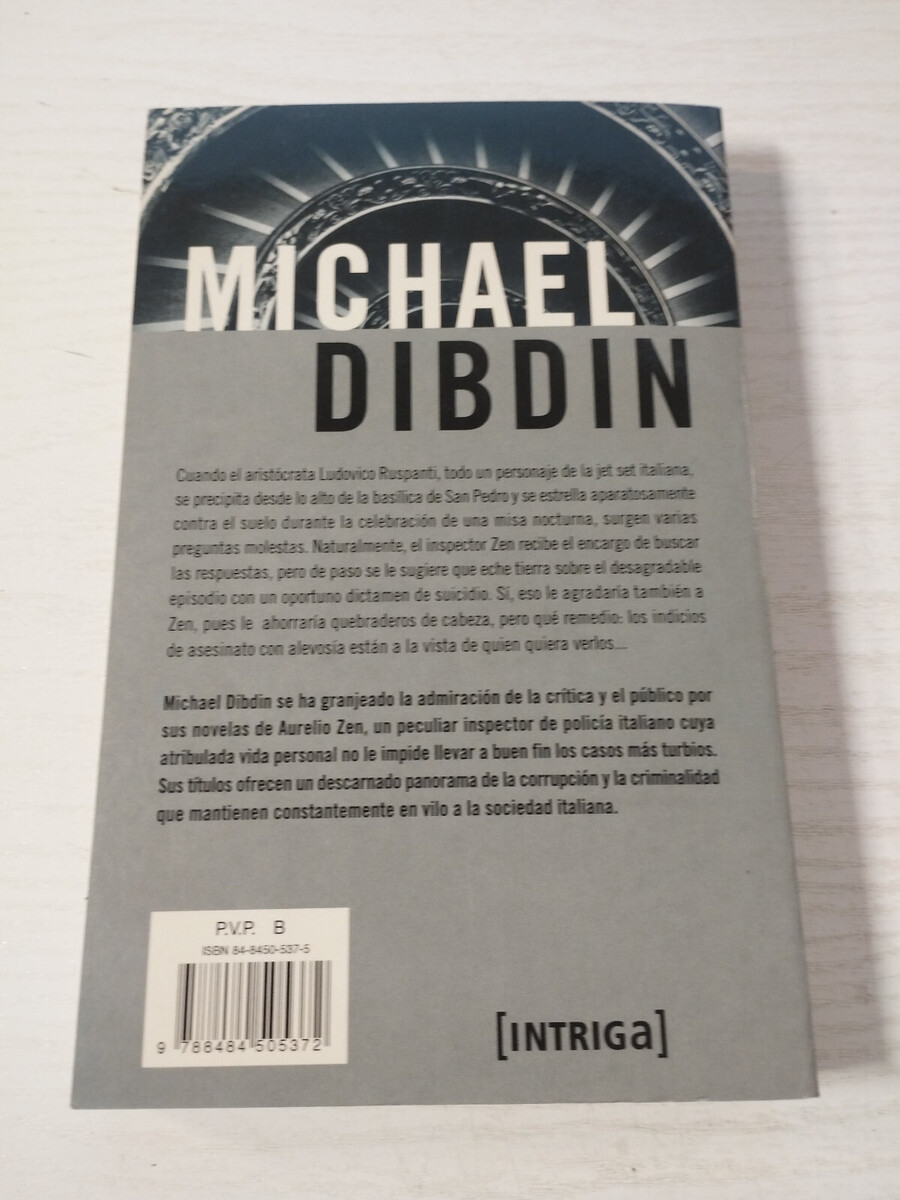 MICHAEL
DIBDIN
Cuando el aristócrata Ludovico Ruspanti, todo un personaje de la jet set italiana,
se precipita desde lo alto de la basílica de San Pedro y se estrella aparatosamente
contra el suelo durante la celebración de una misa nocturna, surgen varias
preguntas molestas. Naturalmente, el inspector Zen recibe el encargo de buscar
las respuestas, pero de paso se le sugiere que eche tierra sobre el desagradable
episodio con un oportuno dictamen de suicidio. Sí, eso le agradaría también a
Zen, pues le ahorraría quebraderos de cabeza, pero qué remedio: los indicios
de asesinato con alevosía están a la vista de quien quiera verlos...
Michael Dibdin se ha granjeado la admiración de la crítica y el público por
sus novelas de Aurelio Zen, un peculiar inspector de policía italiano cuya
atribulada vida personal no le impide llevar a buen fin los casos más turbios.
Sus títulos ofrecen un descarnado panorama de la corrupción y la criminalidad
que mantienen constantemente en vilo a la sociedad italiana.
P.V.P. B
ISBN 84-8450-537-5
9 788484 505372
[INTRIGa]